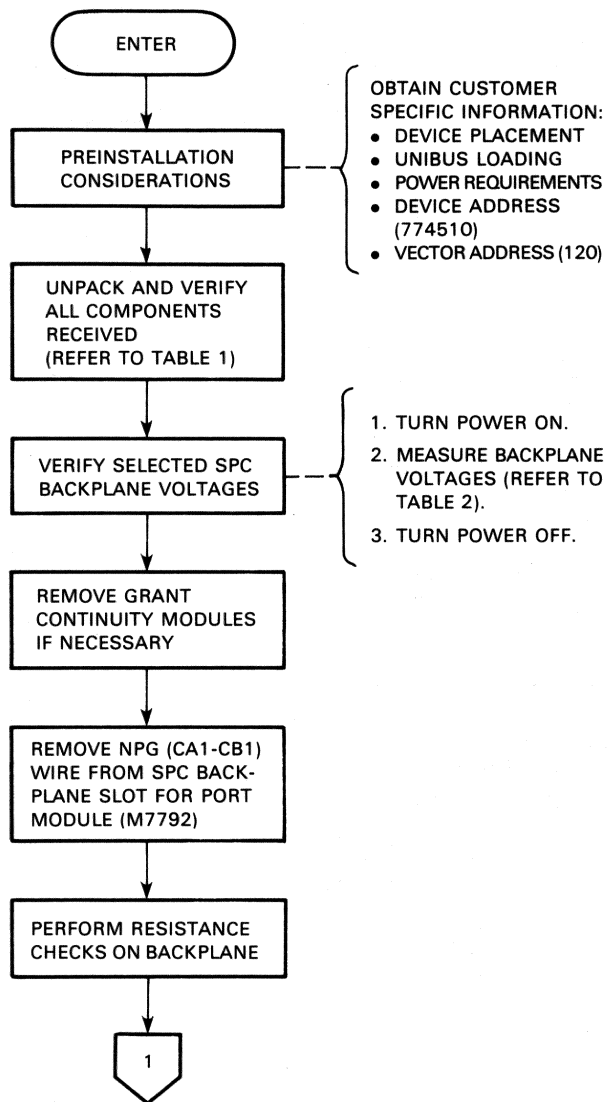 ENTER
PREINSTALLATION
CONSIDERATIONS
OBTAIN CUSTOMER
SPECIFIC INFORMATION:
• DEVICE PLACEMENT
• UNIBUS LOADING
• POWER REQUIREMENTS
• DEVICE ADDRESS
(774510)
• VECTOR ADDRESS (120)
UNPACK AND VERIFY
ALL COMPONENTS
RECEIVED
(REFER TO TABLE 1)
VERIFY SELECTED SPC
BACKPLANE VOLTAGES
1. TURN POWER ON.
2. MEASURE BACKPLANE
VOLTAGES (REFER TO
TABLE 2).
3. TURN POWER OFF.
REMOVE GRANT
CONTINUITY MODULES
IF NECESSARY
REMOVE NPG (CA1-CB1)
WIRE FROM SPC BACK-
PLANE SLOT FOR PORT
MODULE (M7792)
PERFORM RESISTANCE
CHECKS ON BACKPLANE
1